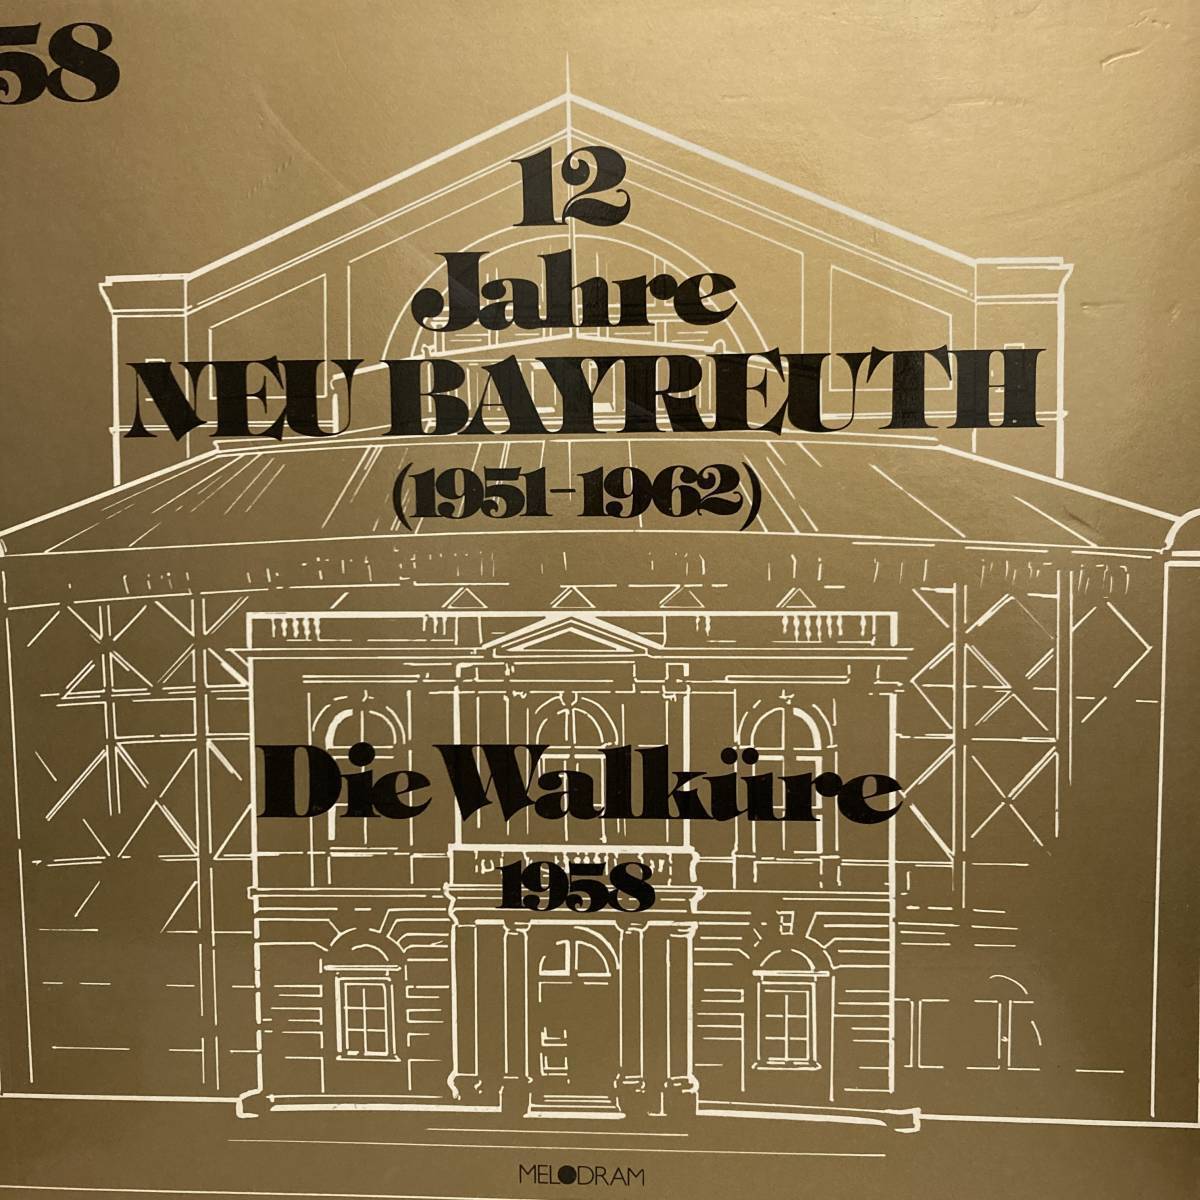 58
12
Jahre
NEU BAYREUTH
(1951-1962)
Die Walküre
1958
MELODRAM